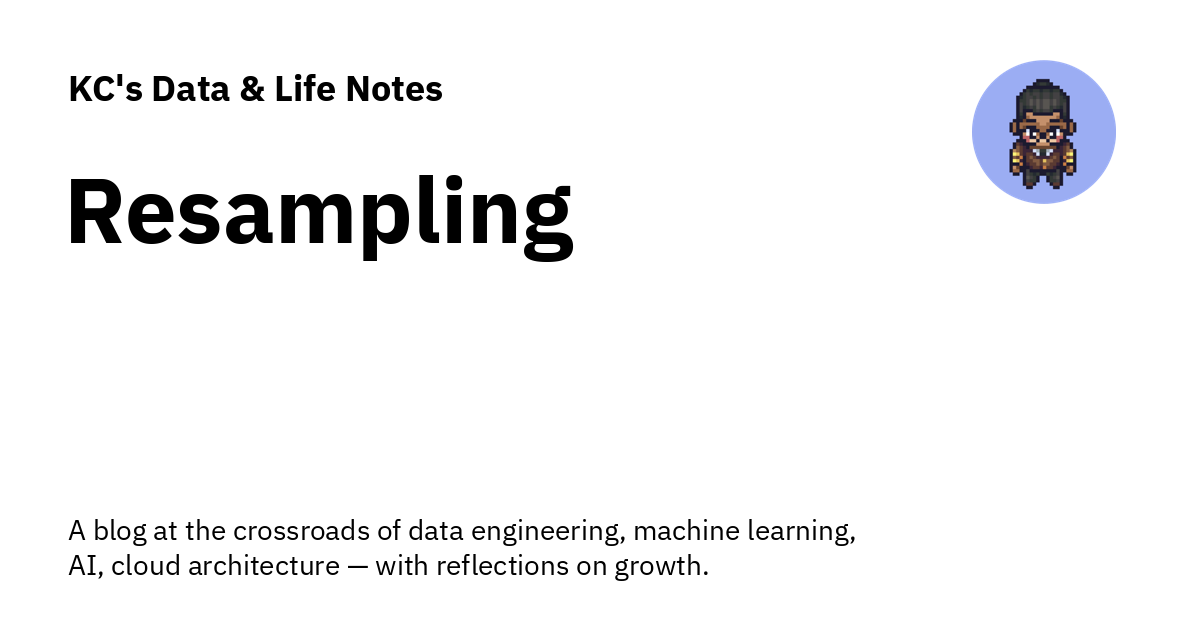 KC's Data & Life Notes
Resampling
A blog at the crossroads of data engineering, machine learning,
AI, cloud architecture — with reflections on growth.